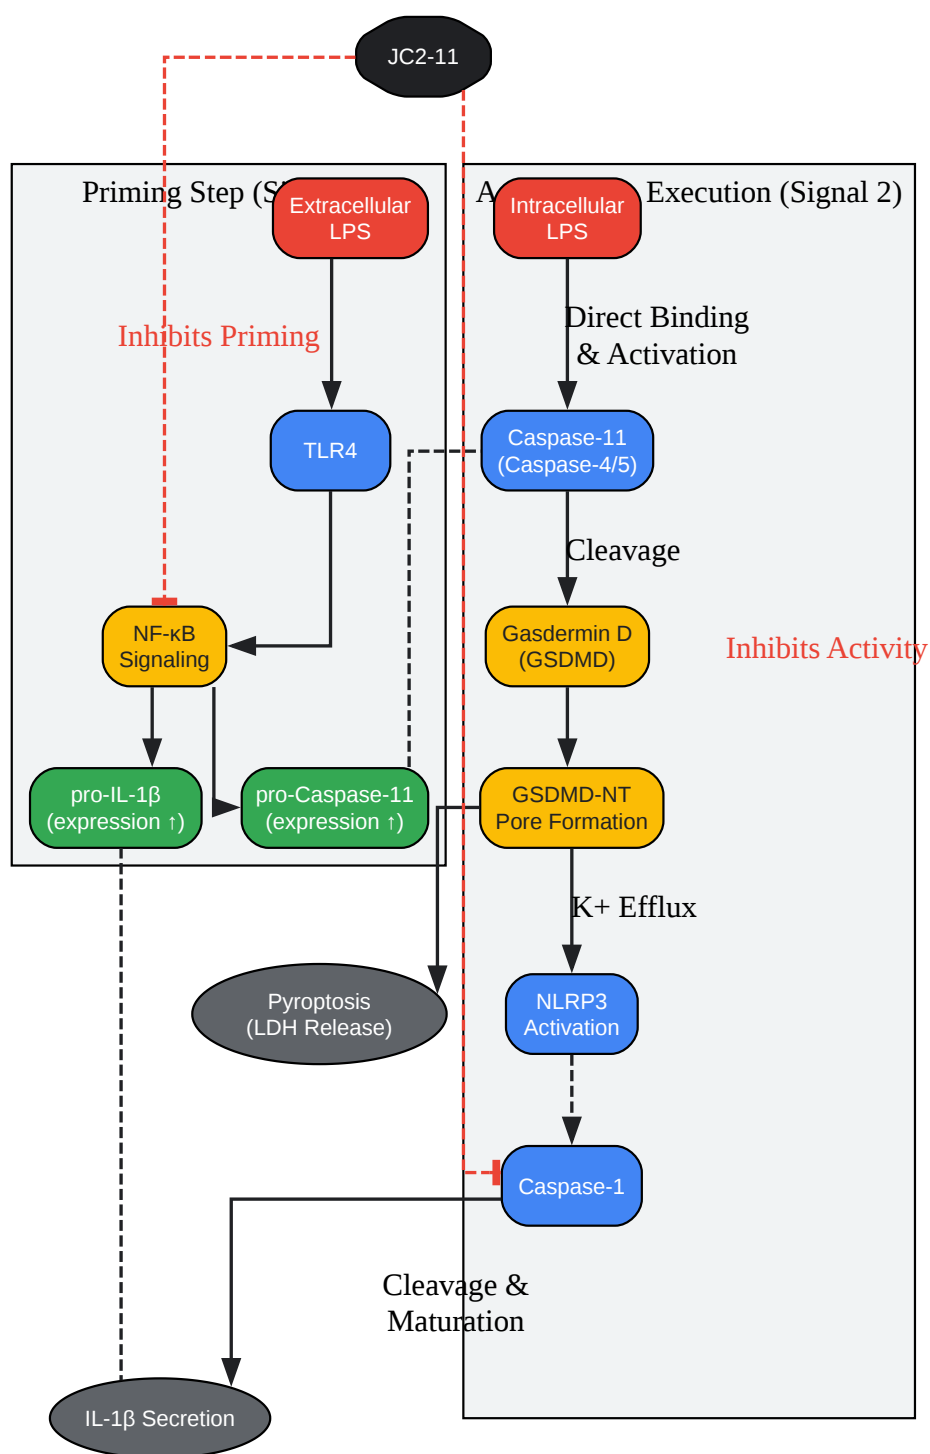 JC2-11
Priming Step (S
Extracellular
LPS
A
Intracellular
LPS
Execution (Signal 2)
Inhibits Priming
Direct Binding
& Activation
TLR4
Caspase-11
(Caspase-4/5)
Cleavage
NF-κB
Signaling
Gasdermin D
(GSDMD)
Inhibits Activity
pro-IL-1β
(expression ↑)
pro-Caspase-11
(expression ↑)
GSDMD-NT
Pore Formation
K+ Efflux
Pyroptosis
(LDH Release)
NLRP3
Activation
Caspase-1
Cleavage &
Maturation
IL-1β Secretion